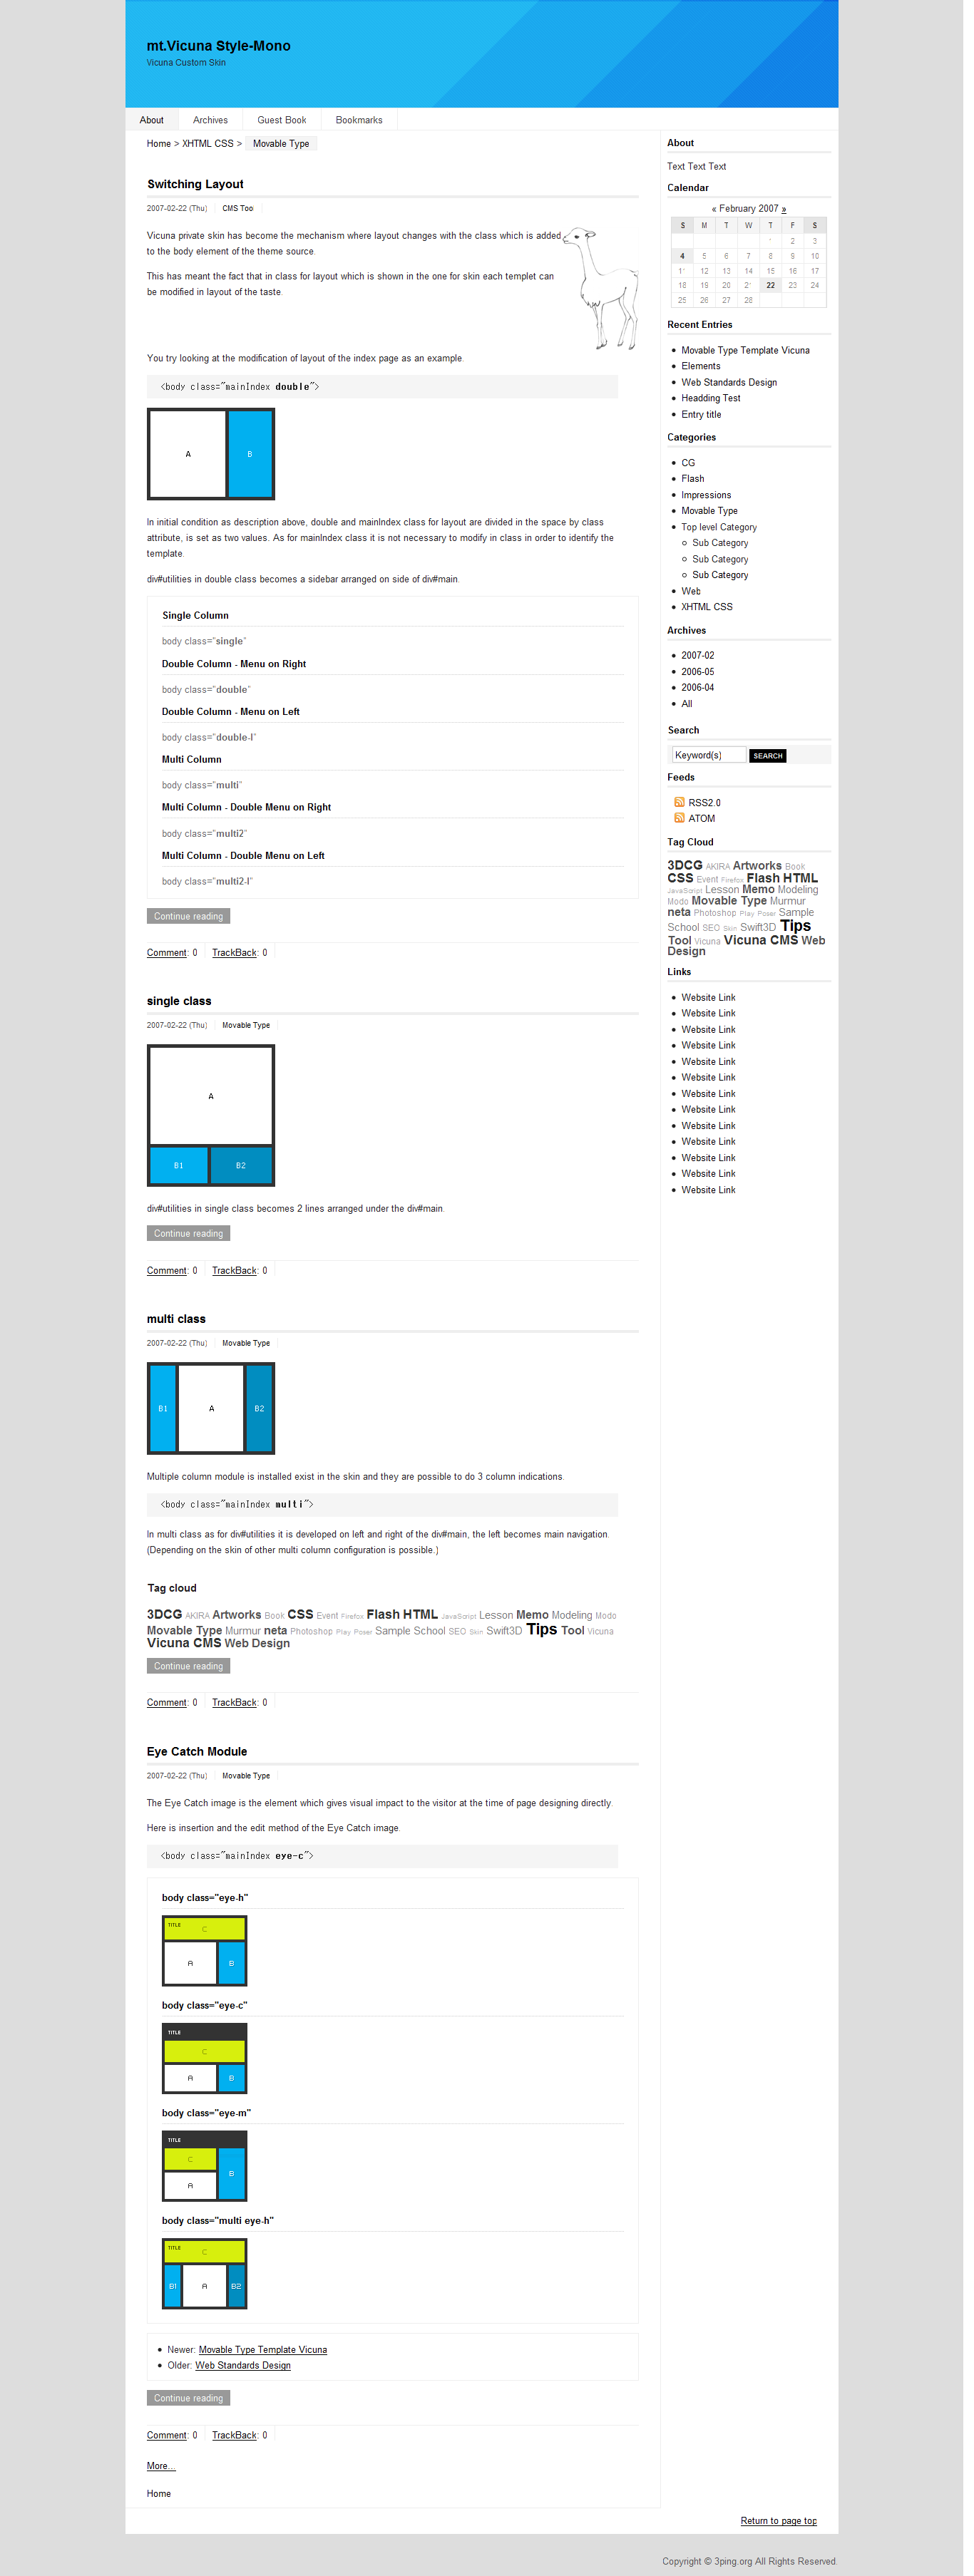 mt.Vicuna Style-Mono
Vicuna Custom Skin
About
Archives
Guest Book
Bookmarks
Home > XHTML CSS > Movable Type
Switching Layout
2007-02-22 (Thu)
CMS Too
Vicuna private skin has become the mechanism where layout changes with the class which is added
to the body element of the theme source.
This has meant the fact that in class for layout which is shown in the one for skin each templet can
be modified in layout of the taste.
You try looking at the modification of layout of the index page as an example.
<body class="mainIndex double">
A
B
In initial condition as description above, double and mainIndex class for layout are divided in the space by class
attribute, is set as two values. As for mainIndex class it is not necessary to modify in class in order to identify the
template.
div#utilities in double class becomes a sidebar arranged on side of div#main.
Single Column
body class="single"
Double Column - Menu on Right
body class="double"
Double Column - Menu on Left
body class="double-l"
Multi Column
body class="multi"
Multi Column - Double Menu on Right
body class="multi2"
Multi Column - Double Menu on Left
body class="multi2-l"
Continue reading
Comment: 0
TrackBack: 0
single class
2007-02-22 (Thu)
Movable Type
A
B1
B2
div#utilities in single class becomes 2 lines arranged under the div#main.
Continue reading
Comment: 0
TrackBack: 0
multi class
2007-02-22 (Thu)
Movable Type
B1
A
B2
Multiple column module is installed exist in the skin and they are possible to do 3 column indications.
<body class="mainIndex multi">
In multi class as for div#utilities it is developed on left and right of the div#main, the left becomes main navigation.
(Depending on the skin of other multi column configuration is possible.)
Tag cloud
3DCG AKIRA Artworks Book CSS Event Firefox Flash HTML JavaScript Lesson Memo Modeling Modo
Movable Type Murmur neta Photoshop Play Poser Sample School SEO Skin Swift3D Tips Tool Vicuna
Vicuna CMS Web Design
Continue reading
Comment: 0
TrackBack: 0
Eye Catch Module
2007-02-22 (Thu)
Movable Type
The Eye Catch image is the element which gives visual impact to the visitor at the time of page designing directly.
Here is insertion and the edit method of the Eye Catch image.
<body class="mainIndex eye-c">
body class="eye-h"
TITLE
C
A
B
body class="eye-c"
TITLE
C
A
B
body class="eye-m"
TITLE
C
B
A
body class="multi eye-h"
TITLE
C
B1
A
B2
Newer: Movable Type Template Vicuna
Older: Web Standards Design
Continue reading
Comment: 0
TrackBack: 0
More...
Home
About
Text Text Text
Calendar
« February 2007 »
S M T W T F S
1 2 3
4 5 6 7 8 9 10
11 12 13 14 15 16 17
18 19 20 21 22 23 24
25 26 27 28
Recent Entries
Movable Type Template Vicuna
Elements
Web Standards Design
Headding Test
Entry title
Categories
CG
Flash
Impressions
Movable Type
Top level Category
Sub Category
Sub Category
Sub Category
Web
XHTML CSS
Archives
2007-02
2006-05
2006-04
All
Search
Keyword(s)
SEARCH
Feeds
RSS2.0
ATOM
Tag Cloud
3DCG AKIRA Artworks Book
CSS Event Firefox Flash HTML
JavaScript Lesson Memo Modeling
Modo Movable Type Murmur
neta Photoshop Play Poser Sample
School SEO Skin Swift3D Tips
Tool Vicuna Vicuna CMS Web
Design
Links
Website Link
Website Link
Website Link
Website Link
Website Link
Website Link
Website Link
Website Link
Website Link
Website Link
Website Link
Website Link
Website Link
Return to page top
Copyright © 3ping.org All Rights Reserved.